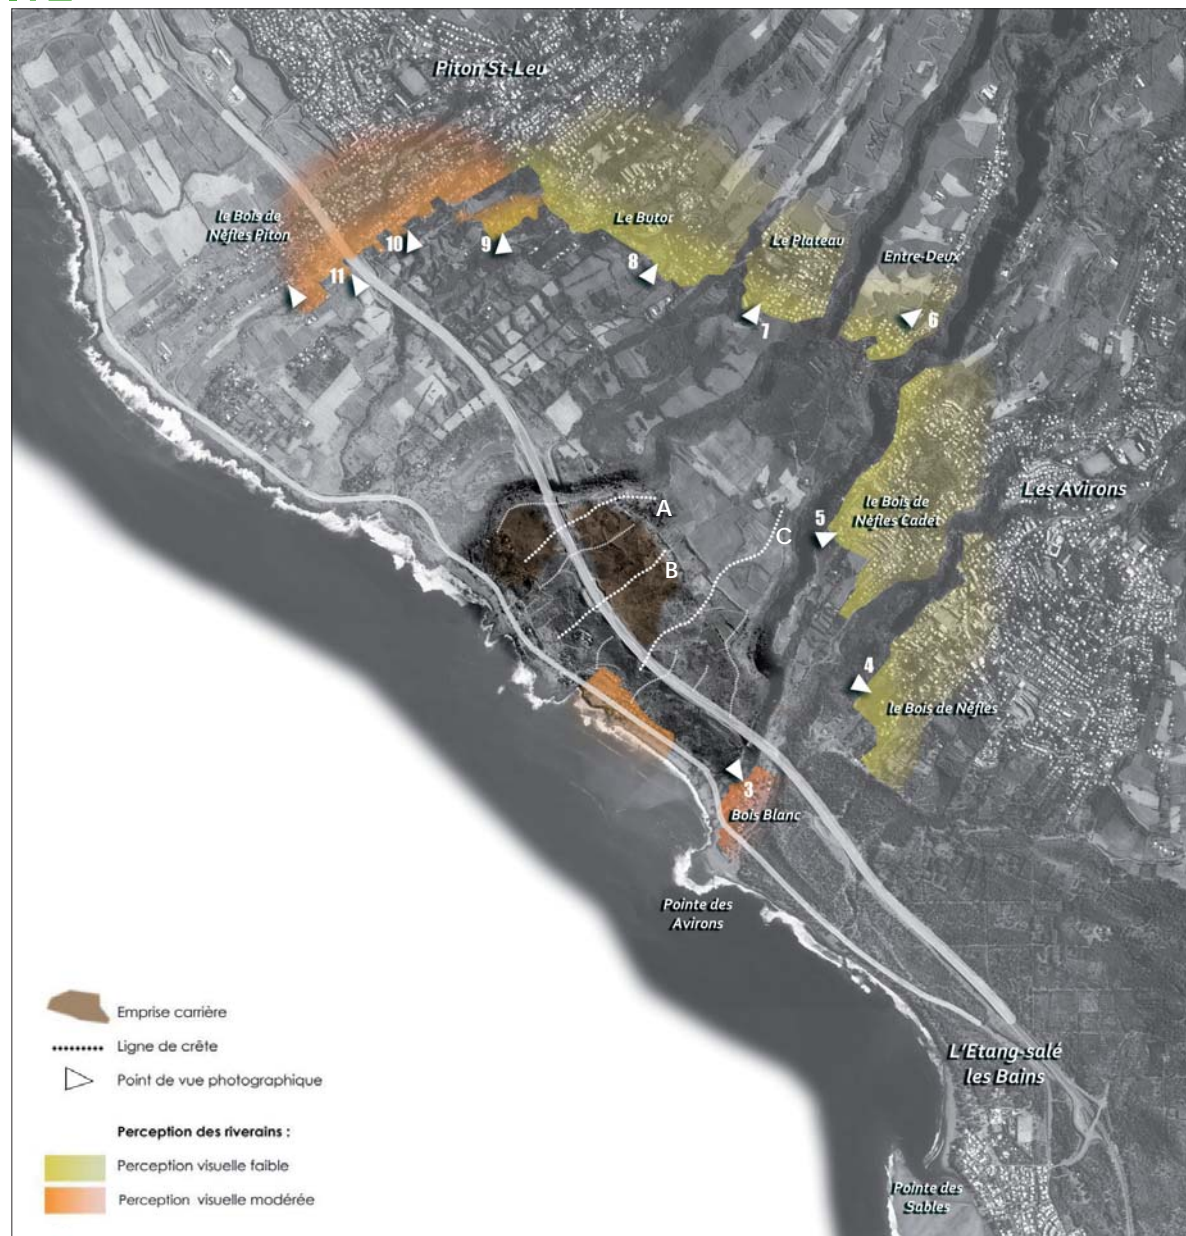 Piton St-Leu
le Bois de
Nèfles Piton
10
9
Le Butor
8
Le Plateau
Entre-Deux
11
7
6
A
B
C
5
le Bois de
Nèfles Cadet
Les Avirons
4
le Bois de Nèfles
3
Bois Blanc
Pointe des
Avirons
L'Etang-salé
les Bains
Pointe des
Sables
Emprise carrière
Ligne de crête
Point de vue photographique
Perception des riverains :
Perception visuelle faible
Perception visuelle modérée